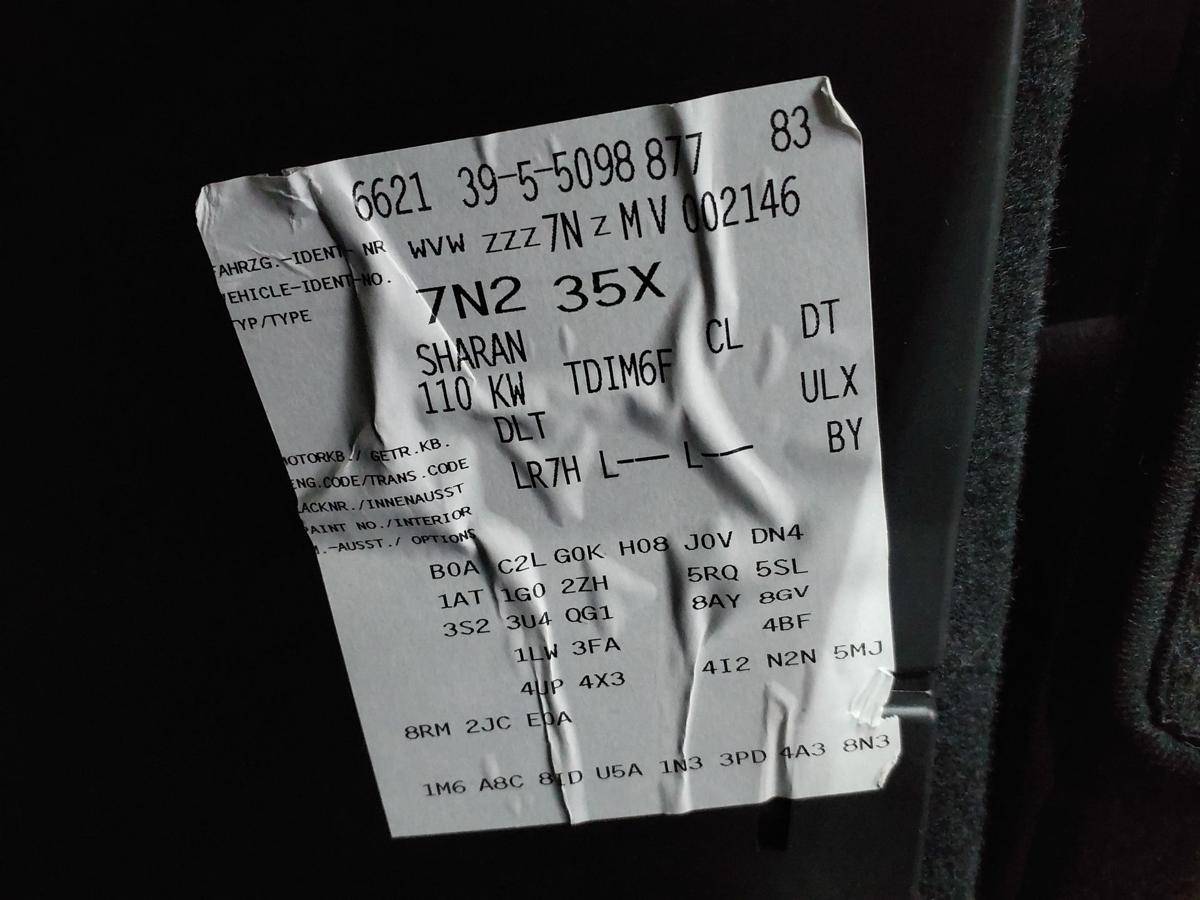 6621 39-5-5098 877 83
FAHRZG.-IDENT-NR WVW ZZZ7N Z MV 002146
VEHICLE-IDENT-NO.
TYP/TYPE 7N2 35X
SHARAN CL DT
110 KW TDIM6F ULX
MOTORKB./ GETR.KB. DLT BY
ENG.CODE/TRANS.CODE LR7H L--- L---
LACKNR./INNENAUSST
PAINT NO./INTERIOR
M.-AUSST./ OPTIONS
B0A C2L G0K H08 J0V DN4
1AT 1G0 2ZH 5RQ 5SL
3S2 3U4 QG1 8AY 8GV
1LW 3FA 4BF
4UP 4X3 4I2 N2N 5MJ
8RM 2JC E0A
1M6 A8C 8ID U5A 1N3 3PD 4A3 8N3